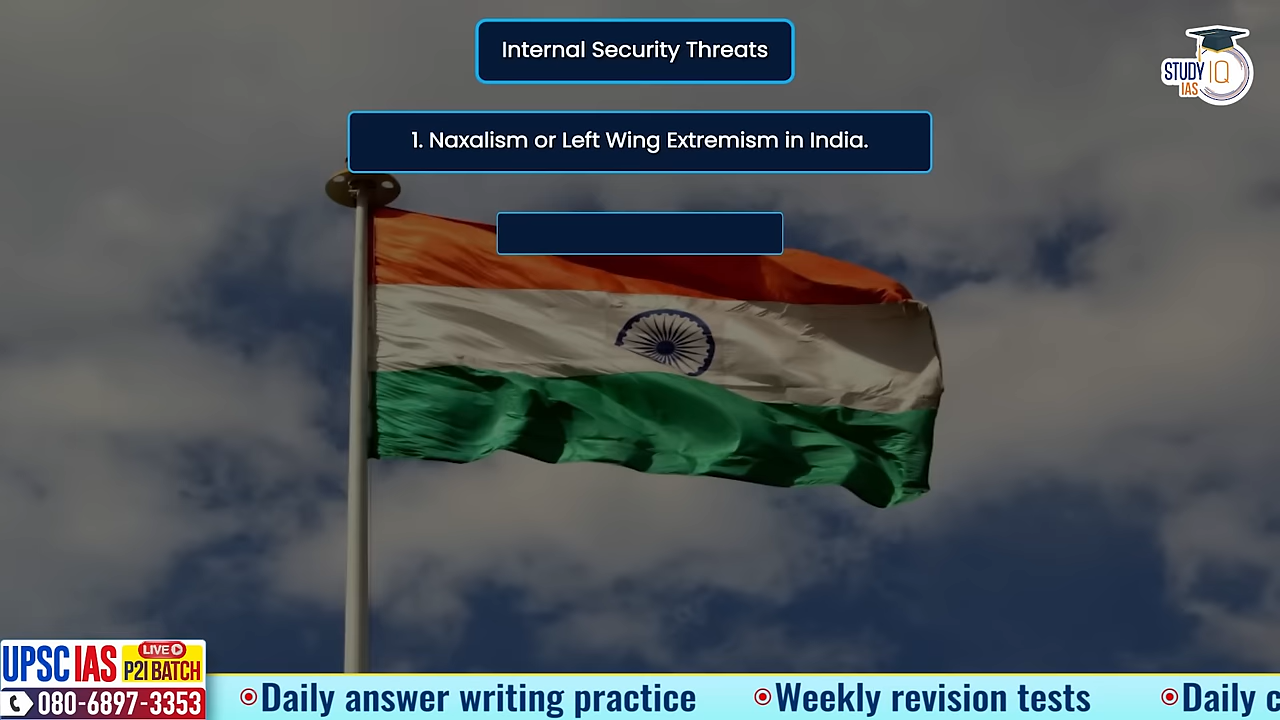 Internal Security Threats
STUDY IQ
IAS
1. Naxalism or Left Wing Extremism in India.
UPSC IAS LIVE
P2I BATCH
080-6897-3353
Daily answer writing practice Weekly revision tests Daily c